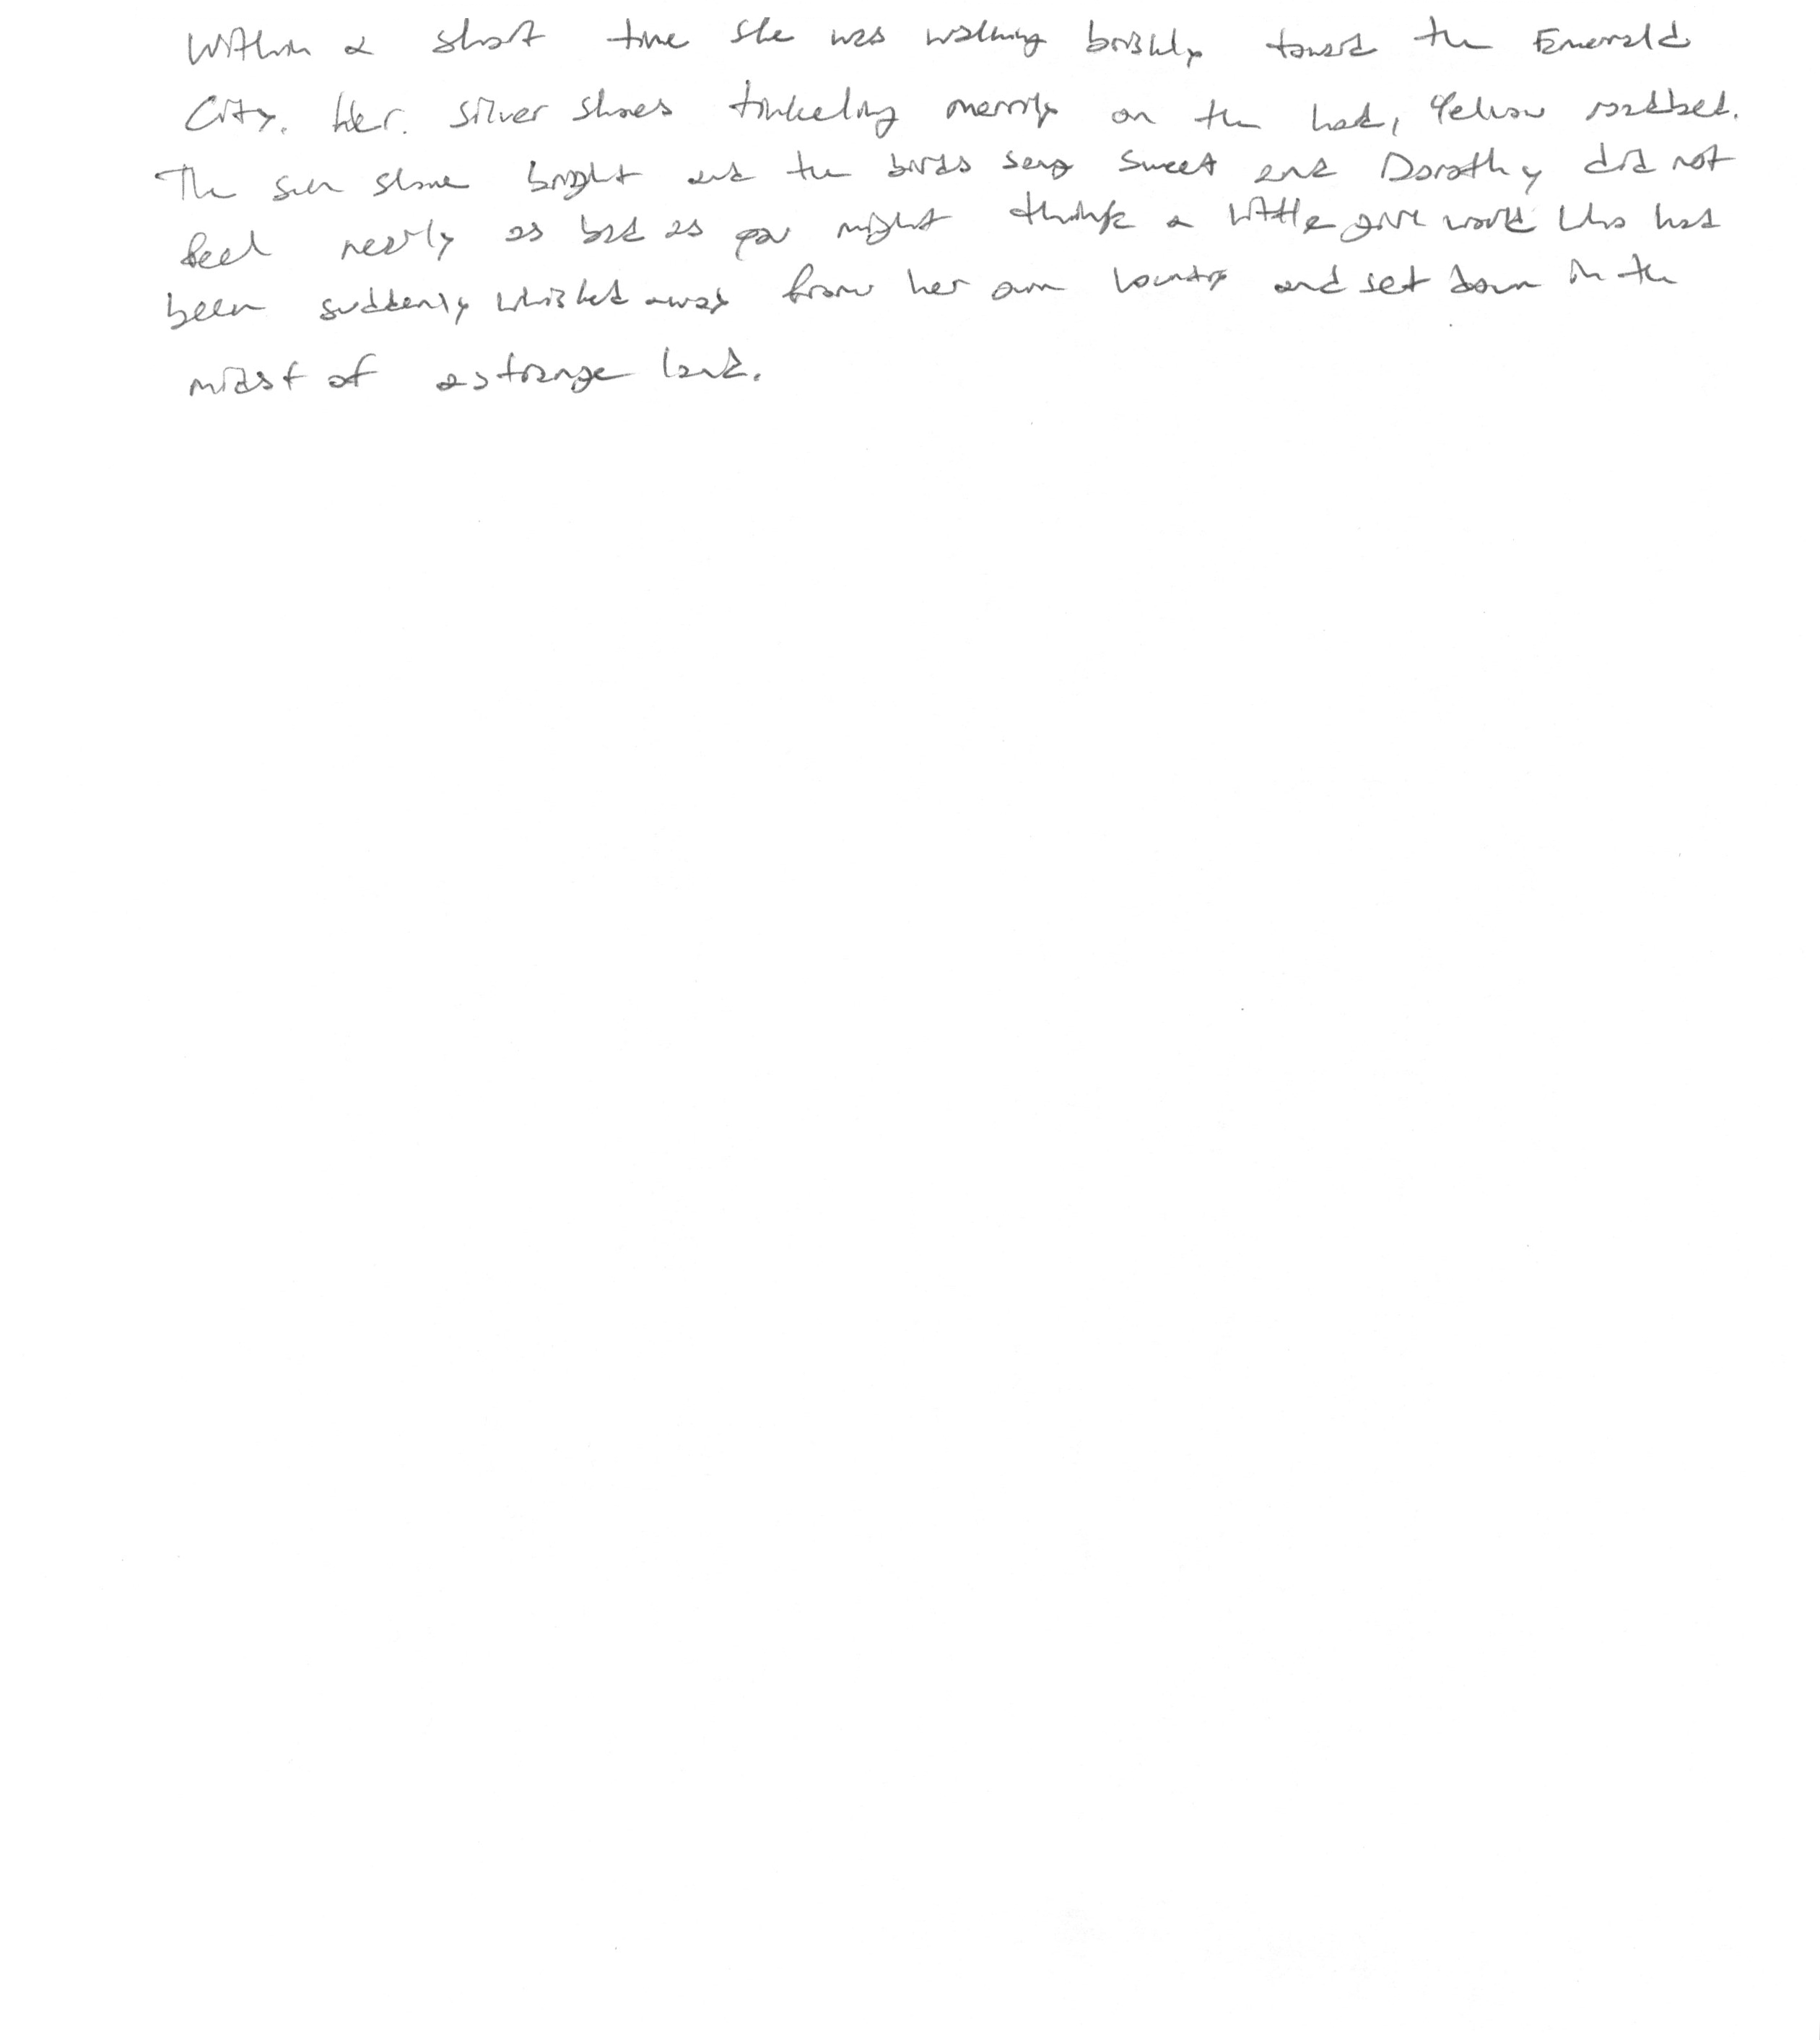 Within a short time she was walking briskly toward the Emerald
City. Her. silver shoes tinkeling merrily on the hard, Yellow roadbed.
The sun shone bright and the birds sang sweet and Dorothy did not
feel nearly as bad as you might think a little girl would who had
been suddenly whisked away from her own country and set down in the
midst of a strange land.